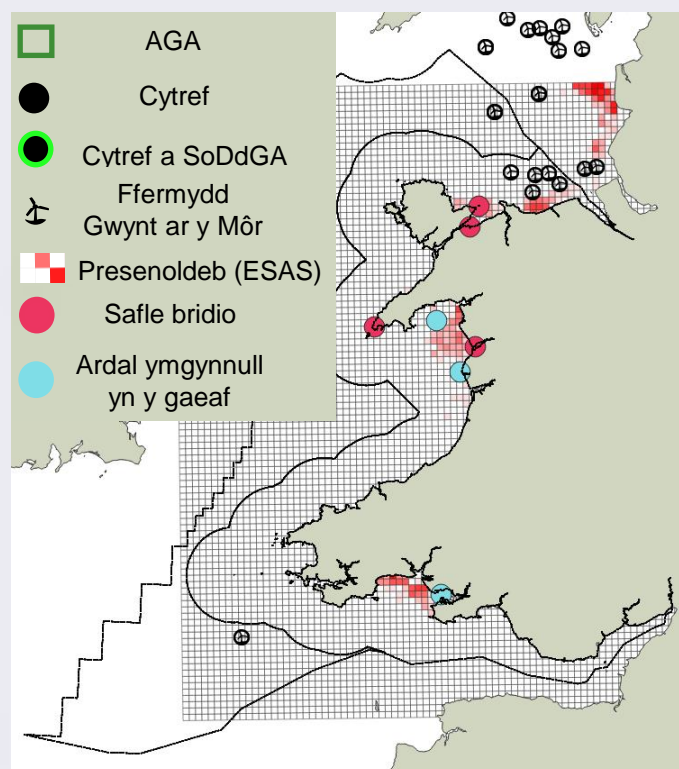 AGA
Cytref
Cytref a SoDdGA
Ffermydd
Gwynt ar y Môr
Presenoldeb (ESAS)
Safle bridio
Ardal ymgynnull
yn y gaeaf